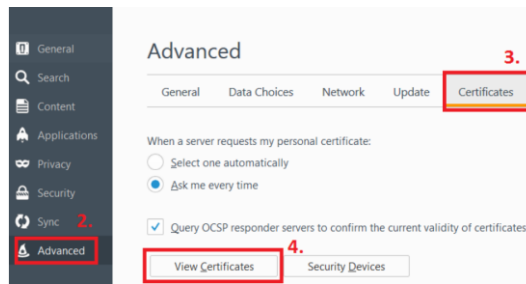 General
Search
Content
Applications
Privacy
Security
Sync 2.
Advanced
Advanced
3.
General Data Choices Network Update Certificates
When a server requests my personal certificate:
Select one automatically
Ask me every time
Query OCSP responder servers to confirm the current validity of certificates
4.
View Certificates Security Devices